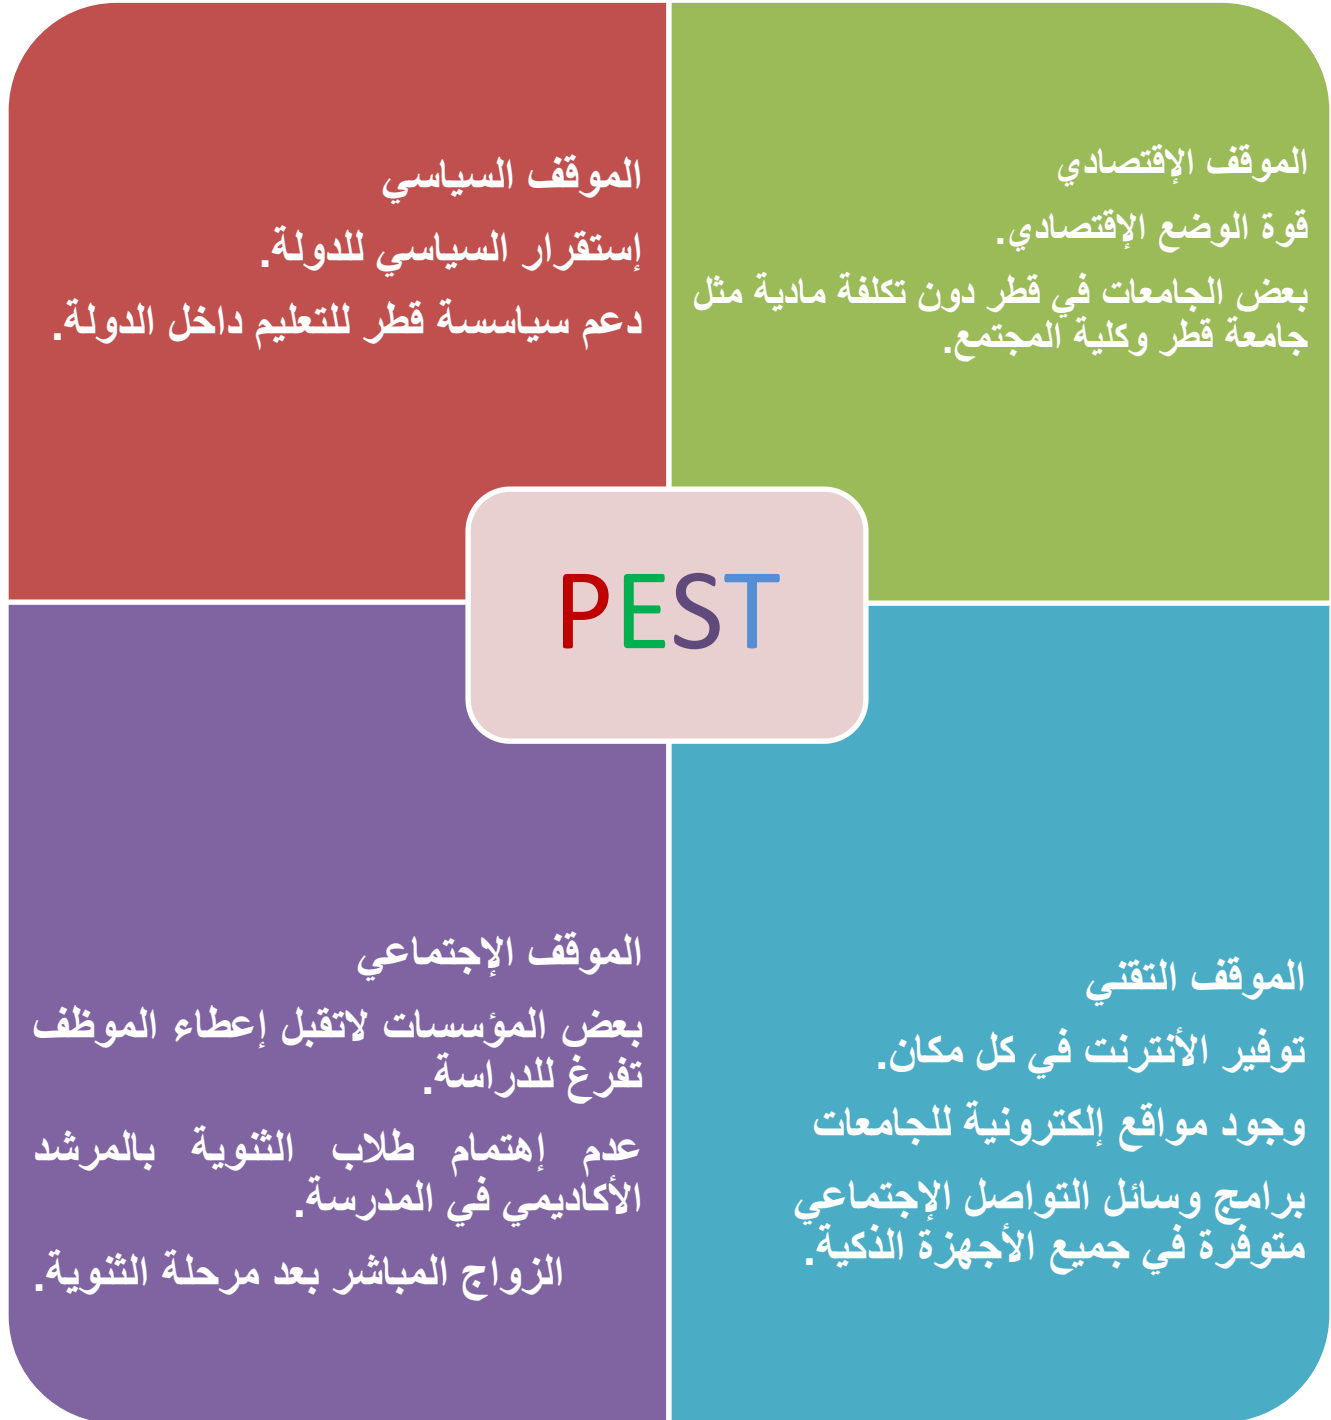 الموقف السياسي
إستقرار السياسي للدولة.
دعم سياسسة قطر للتعليم داخل الدولة.
الموقف الإقتصادي
قوة الوضع الإقتصادي.
بعض الجامعات في قطر دون تكلفة مادية مثل
جامعة قطر وكلية المجتمع.
PEST
الموقف الإجتماعي
بعض المؤسسات لاتقبل إعطاء الموظف
تفرغ للدراسة.
عدم إهتمام طلاب الثنوية بالمرشد
الأكاديمي في المدرسة.
الزواج المباشر بعد مرحلة الثنوية.
الموقف التقني
توفير الأنترنت في كل مكان.
وجود مواقع إلكترونية للجامعات
برامج وسائل التواصل الإجتماعي
متوفرة في جميع الأجهزة الذكية.